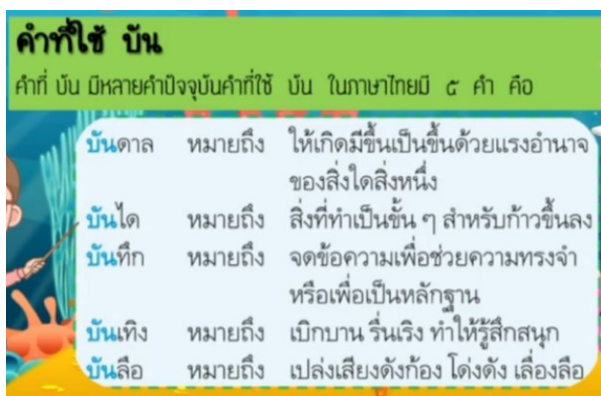 คำที่ใช้ บัน
คำที่ บัน มีหลายคำปัจจุบันคำที่ใช้ บัน ในภาษาไทยมี ๕ คำ คือ
บันดาล หมายถึง ให้เกิดมีขึ้นเป็นขึ้นด้วยแรงอำนาจ
ของสิ่งใดสิ่งหนึ่ง
บันได หมายถึง สิ่งที่ทำเป็นขั้น ๆ สำหรับก้าวขึ้นลง
บันทึก หมายถึง จดข้อความเพื่อช่วยความทรงจำ
หรือเพื่อเป็นหลักฐาน
บันเทิง หมายถึง เบิกบาน รื่นเริง ทำให้รู้สึกสนุก
บันลือ หมายถึง เปล่งเสียงดังก้อง โด่งดัง เลื่องลือ